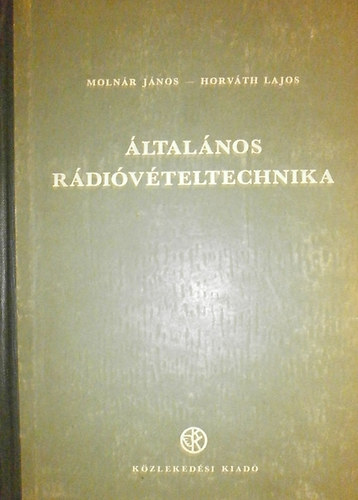 MOLNÁR JÁNOS — HORVÁTH LAJOS
ÁLTALÁNOS
RÁDIÓVÉTELTECHNIKA
KÖZLEKEDÉSI KIADÓ